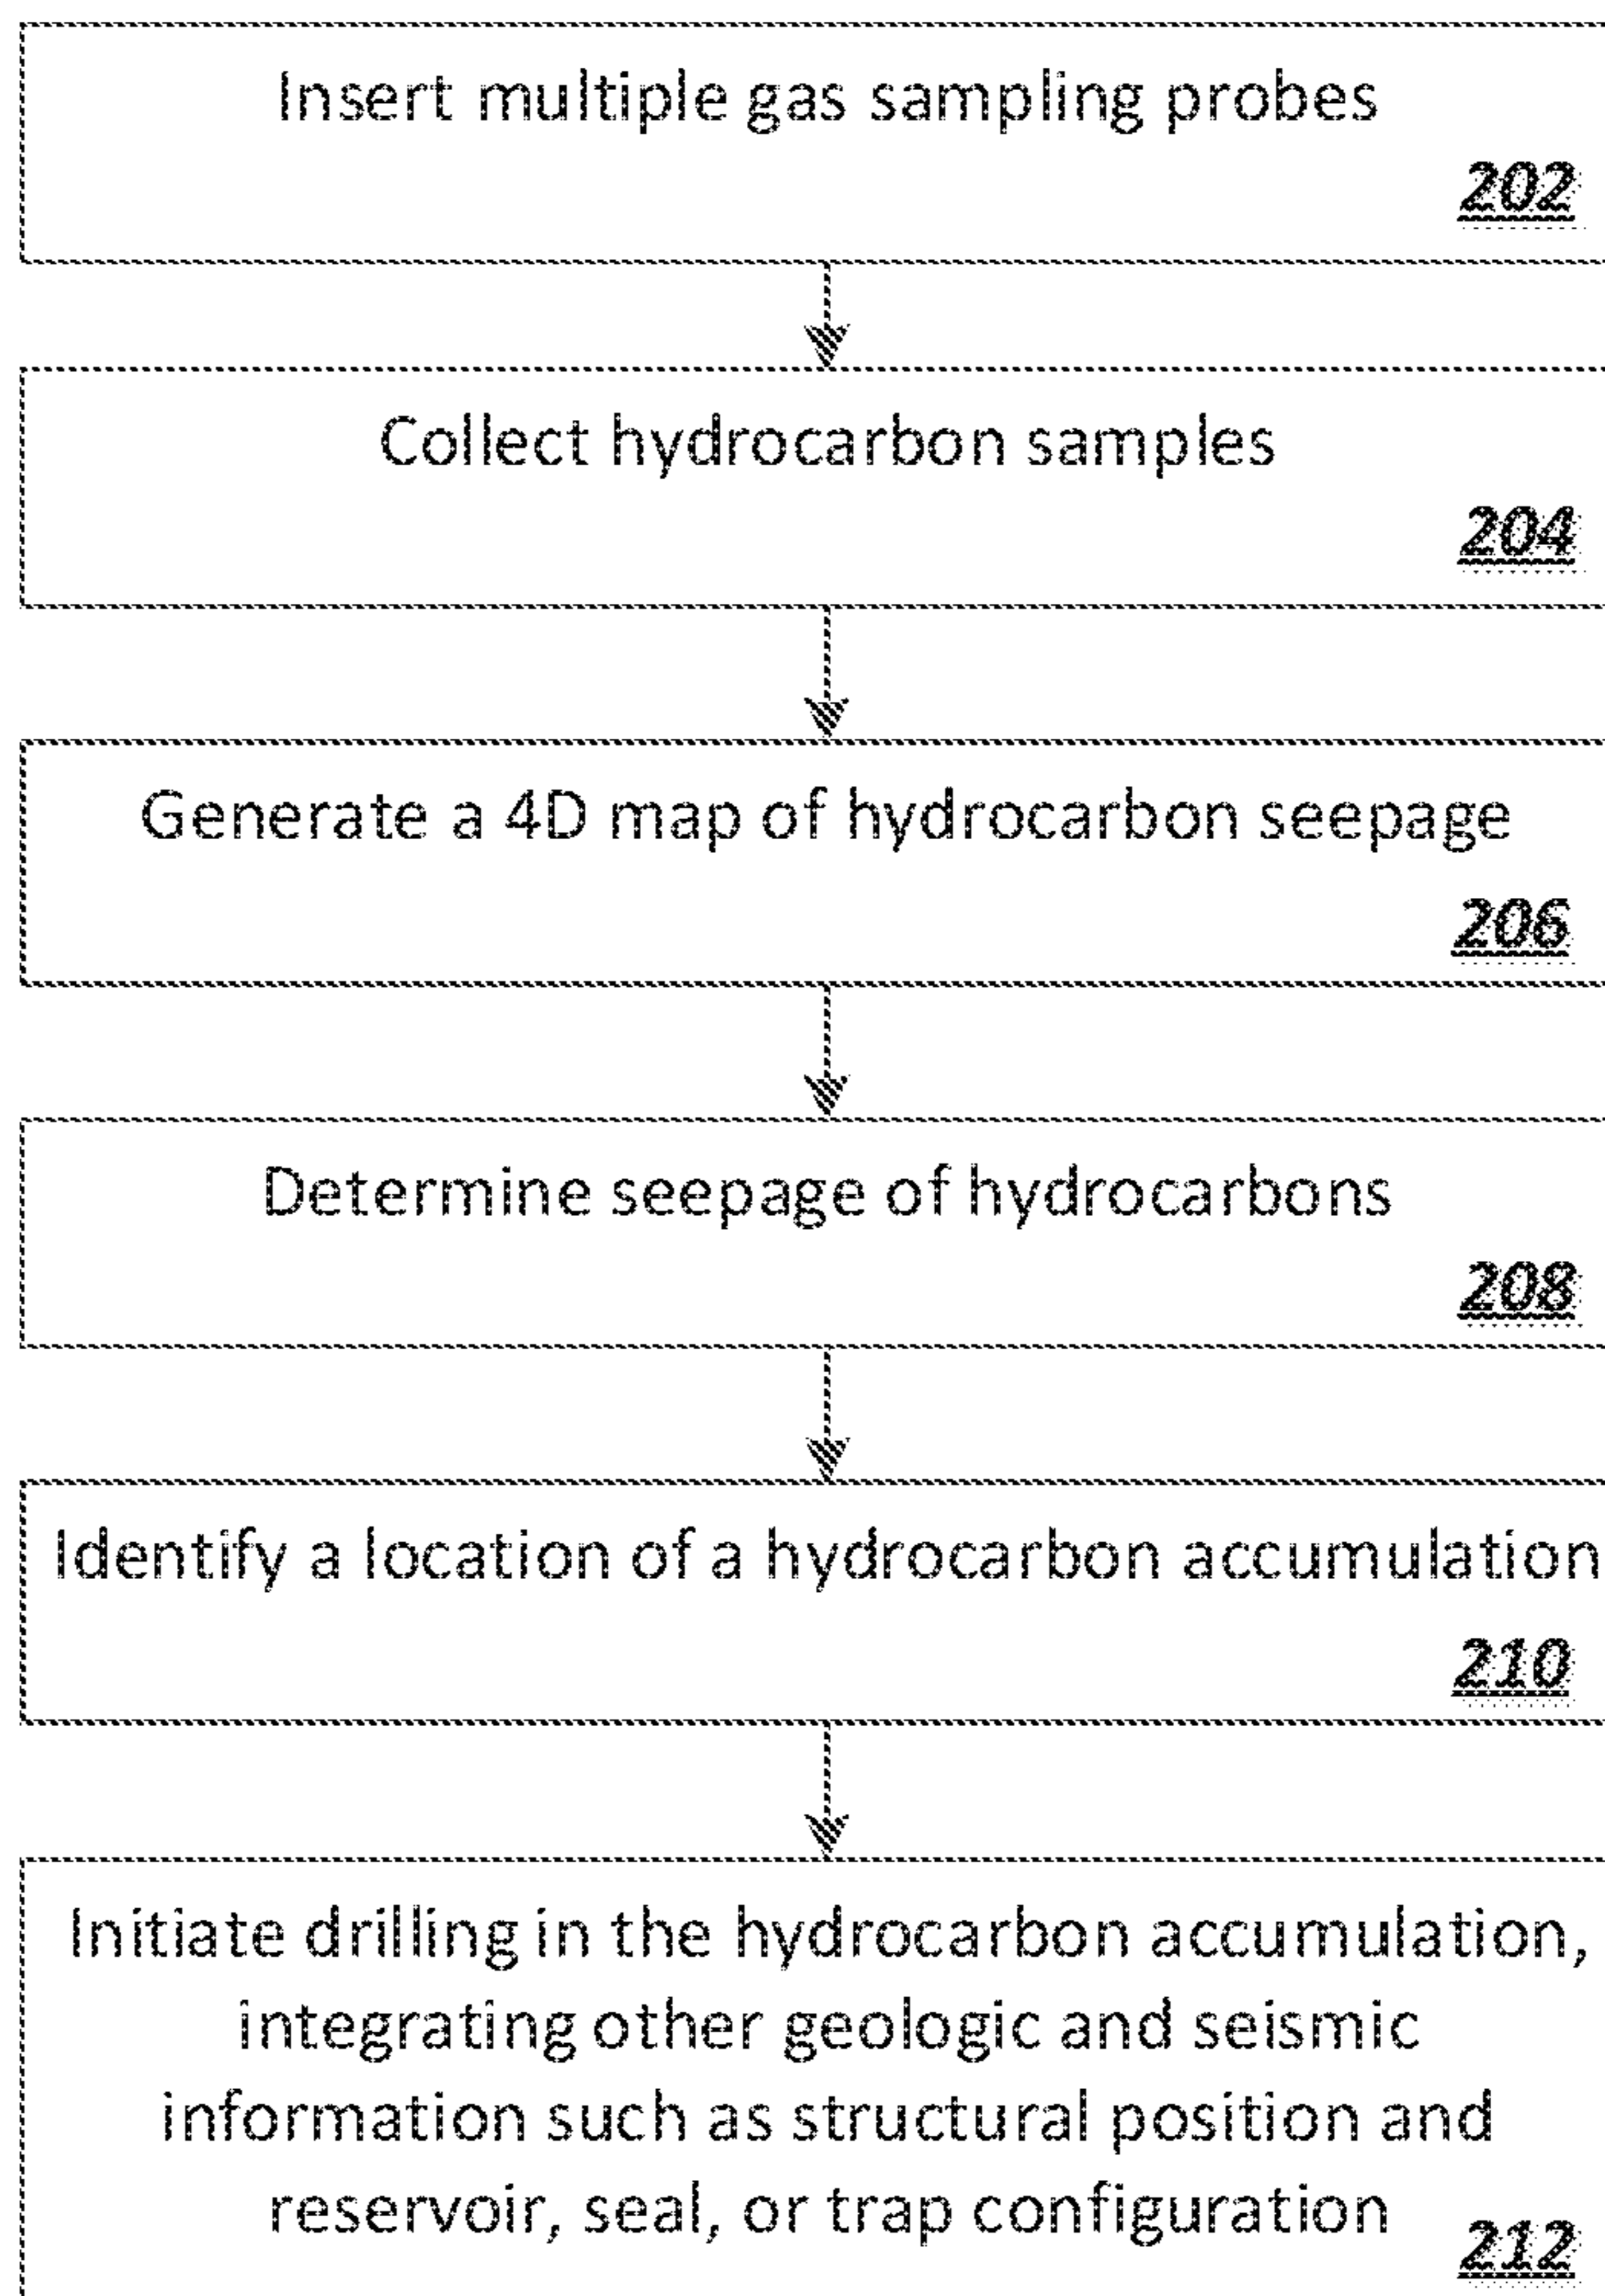 Insert multiple gas sampling probes
202
Collect hydrocarbon samples
204
Generate a 4D map of hydrocarbon seepage
206
Determine seepage of hydrocarbons
208
Identify a location of a hydrocarbon accumulation
210
Initiate drilling in the hydrocarbon accumulation,
integrating other geologic and seismic
information such as structural position and
reservoir, seal, or trap configuration
212